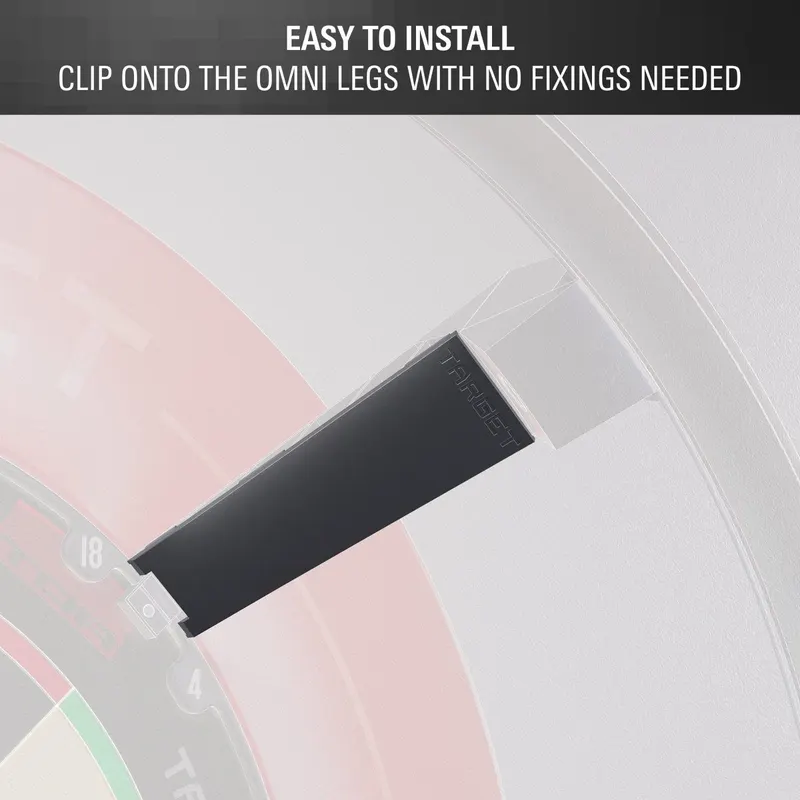 EASY TO INSTALL
CLIP ONTO THE OMNI LEGS WITH NO FIXINGS NEEDED
TARGET
18
4